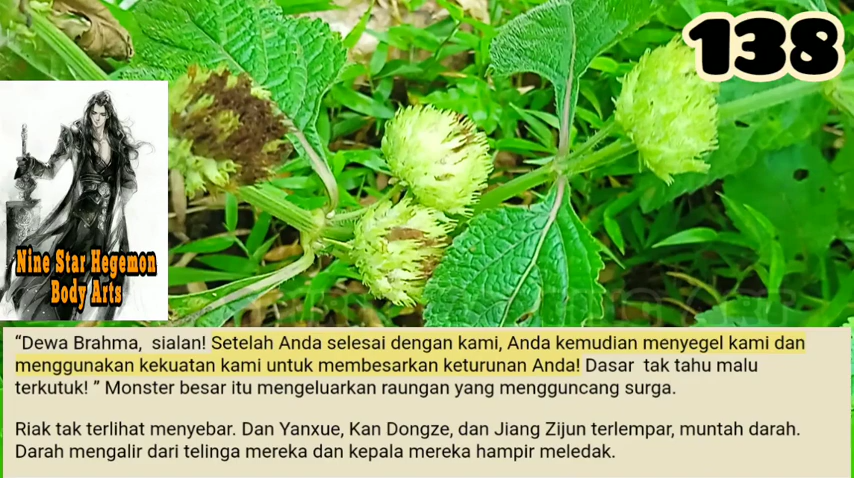 138
Nine Star Hegemon
Body Arts
“Dewa Brahma, sialan! Setelah Anda selesai dengan kami, Anda kemudian menyegel kami dan
menggunakan kekuatan kami untuk membesarkan keturunan Anda! Dasar tak tahu malu
terkutuk! ” Monster besar itu mengeluarkan raungan yang mengguncang surga.
Riak tak terlihat menyebar. Dan Yanxue, Kan Dongze, dan Jiang Zijun terlempar, muntah darah.
Darah mengalir dari telinga mereka dan kepala mereka hampir meledak.